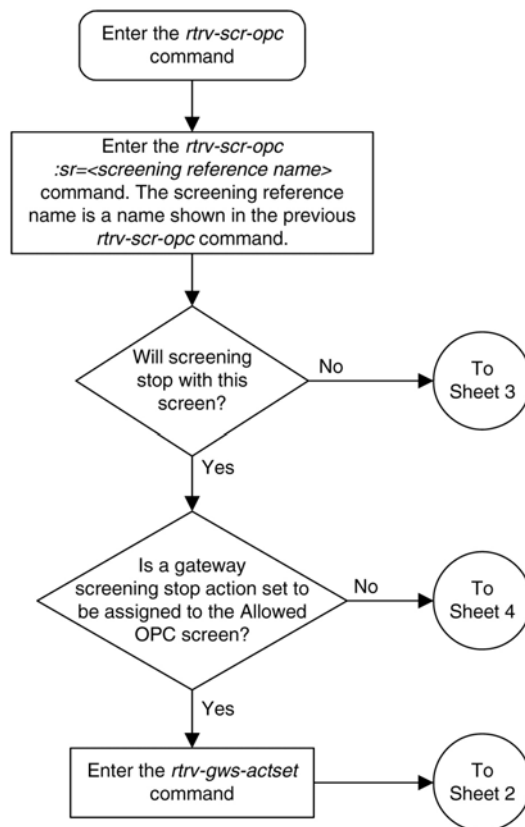 Enter the rtrv-scr-opc
command
Enter the rtrv-scr-opc
:sr=<screening reference name>
command. The screening reference
name is a name shown in the previous
rtrv-scr-opc command.
Will screening
stop with this
screen?
No
To
Sheet 3
Yes
Is a gateway
screening stop action set to
be assigned to the Allowed
OPC screen?
No
To
Sheet 4
Yes
Enter the rtrv-gws-actset
command
To
Sheet 2